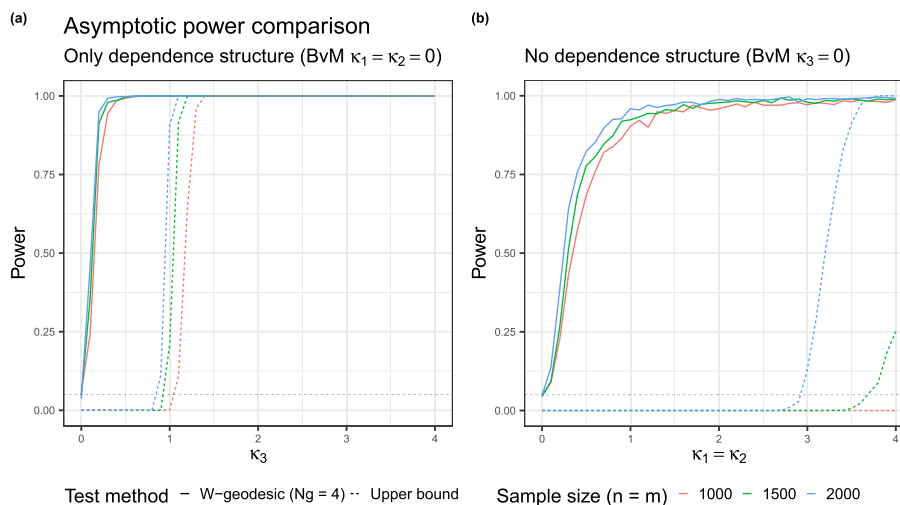 (a)
Asymptotic power comparison
Only dependence structure (BvM κ₁ = κ₂ = 0)
Power
1.00
0.75
0.50
0.25
0.00
0 1 2 3 4
κ₃
(b)
No dependence structure (BvM κ₃ = 0)
Power
1.00
0.75
0.50
0.25
0.00
0 1 2 3 4
κ₁ = κ₂
Test method W−geodesic (Ng = 4) Upper bound
Sample size (n = m) 1000 1500 2000